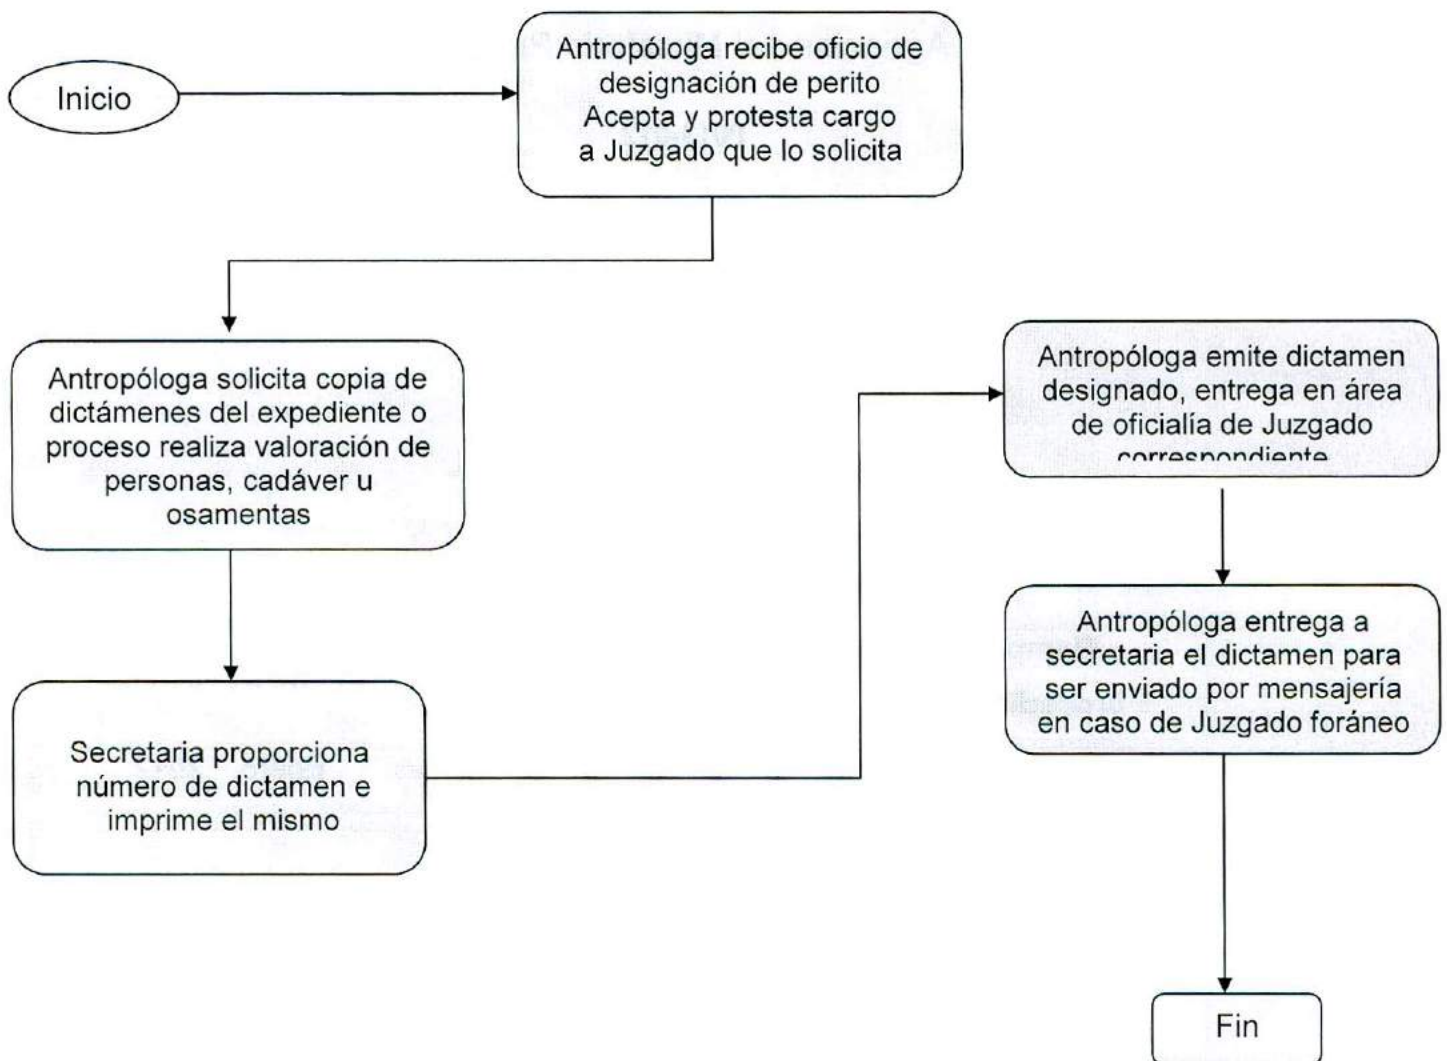 Inicio
Antropóloga recibe oficio de
designación de perito
Acepta y protesta cargo
a Juzgado que lo solicita
Antropóloga solicita copia de
dictámenes del expediente o
proceso realiza valoración de
personas, cadáver u
osamentas
Secretaria proporciona
número de dictamen e
imprime el mismo
Antropóloga emite dictamen
designado, entrega en área
de oficialía de Juzgado
correspondiente
Antropóloga entrega a
secretaria el dictamen para
ser enviado por mensajería
en caso de Juzgado foráneo
Fin